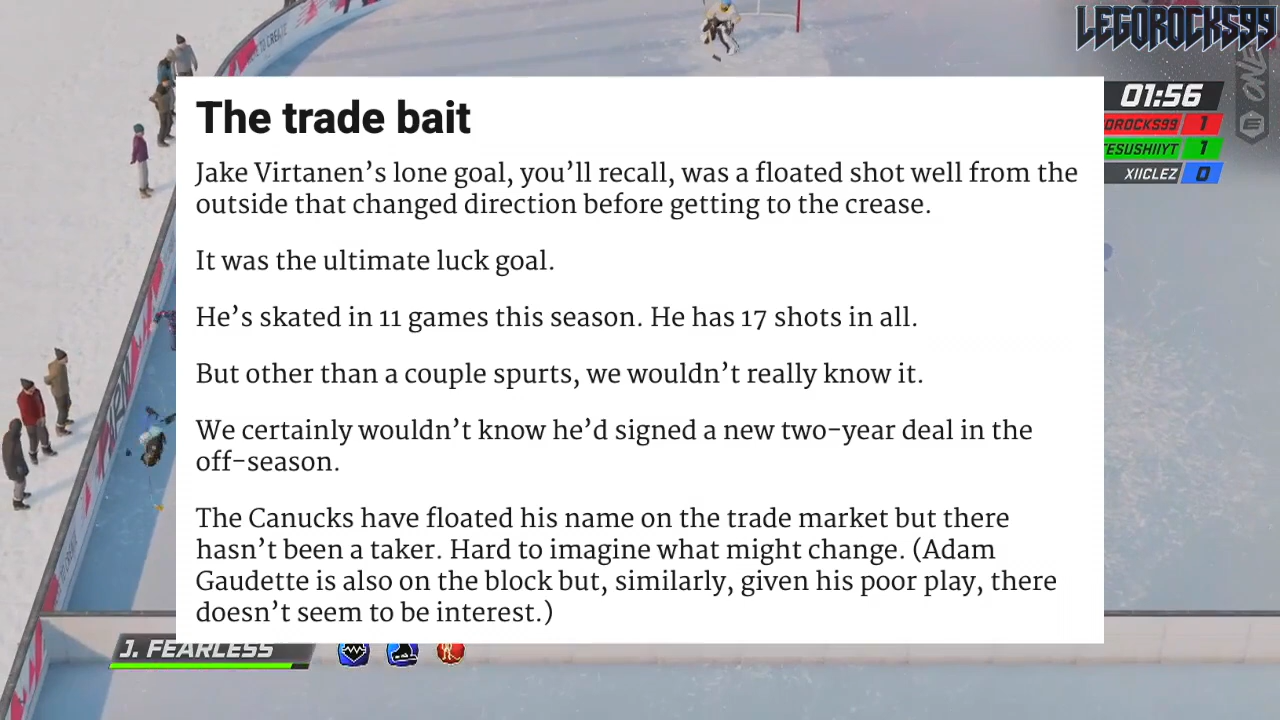 LEGOROCKS99
ONE
01:56
DROCKS99 1
ESUSHIIYT 1
XIICLEZ 0
The trade bait
Jake Virtanen’s lone goal, you’ll recall, was a floated shot well from the
outside that changed direction before getting to the crease.
It was the ultimate luck goal.
He’s skated in 11 games this season. He has 17 shots in all.
But other than a couple spurts, we wouldn’t really know it.
We certainly wouldn’t know he’d signed a new two-year deal in the
off-season.
The Canucks have floated his name on the trade market but there
hasn’t been a taker. Hard to imagine what might change. (Adam
Gaudette is also on the block but, similarly, given his poor play, there
doesn’t seem to be interest.)
J. FEARLESS